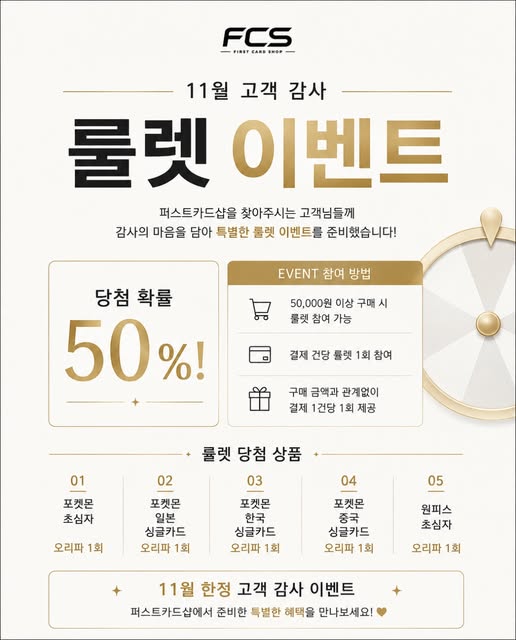 FCS
FIRST CARD SHOP
11월 고객 감사
룰렛 이벤트
퍼스트카드샵을 찾아주시는 고객님들께
감사의 마음을 담아 특별한 룰렛 이벤트를 준비했습니다!
당첨 확률
50%!
EVENT 참여 방법
50,000원 이상 구매 시
룰렛 참여 가능
결제 건당 룰렛 1회 참여
구매 금액과 관계없이
결제 1건당 1회 제공
룰렛 당첨 상품
01
포켓몬
초심자
오리파 1회
02
포켓몬
일본
싱글카드
오리파 1회
03
포켓몬
한국
싱글카드
오리파 1회
04
포켓몬
중국
싱글카드
오리파 1회
05
원피스
초심자
오리파 1회
11월 한정 고객 감사 이벤트
퍼스트카드샵에서 준비한 특별한 혜택을 만나보세요!